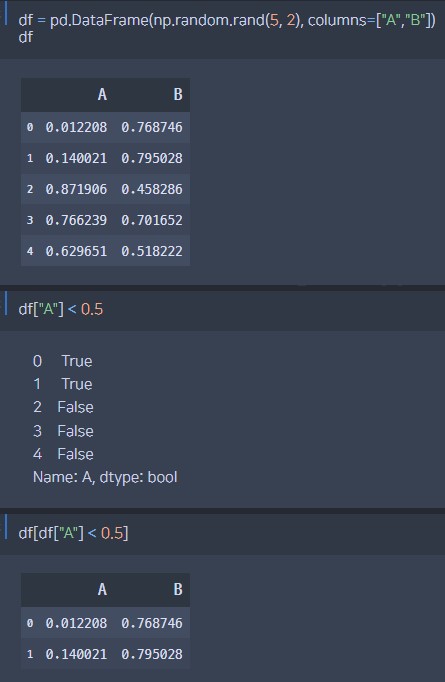 df = pd.DataFrame(np.random.rand(5, 2), columns=["A","B"])
df
A B
0 0.012208 0.768746
1 0.140021 0.795028
2 0.871906 0.458286
3 0.766239 0.701652
4 0.629651 0.518222
df["A"] < 0.5
0 True
1 True
2 False
3 False
4 False
Name: A, dtype: bool
df[df["A"] < 0.5]
A B
0 0.012208 0.768746
1 0.140021 0.795028